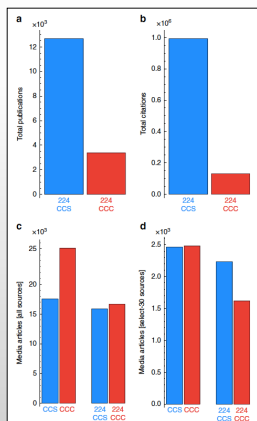 a
×10³
Total publications
12
10
8
6
4
2
0
224
CCS
224
CCC
b
×10⁶
Total citations
1.0
0.8
0.6
0.4
0.2
0
224
CCS
224
CCC
c
×10³
Media articles [all sources]
25
20
15
10
5
0
CCS CCC
224
CCS
224
CCC
d
×10³
Media articles [select-30 sources]
2.5
2.0
1.5
1.0
0.5
0.0
CCS CCC
224
CCS
224
CCC